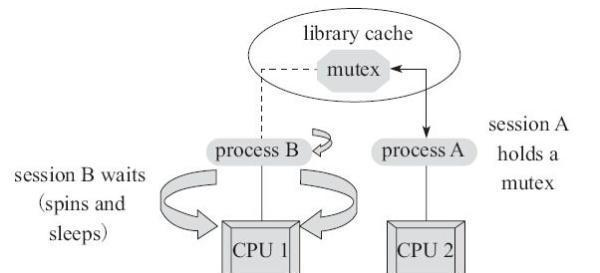 library cache
mutex
process B
process A
session A
holds a
mutex
session B waits
(spins and
sleeps)
CPU 1
CPU 2